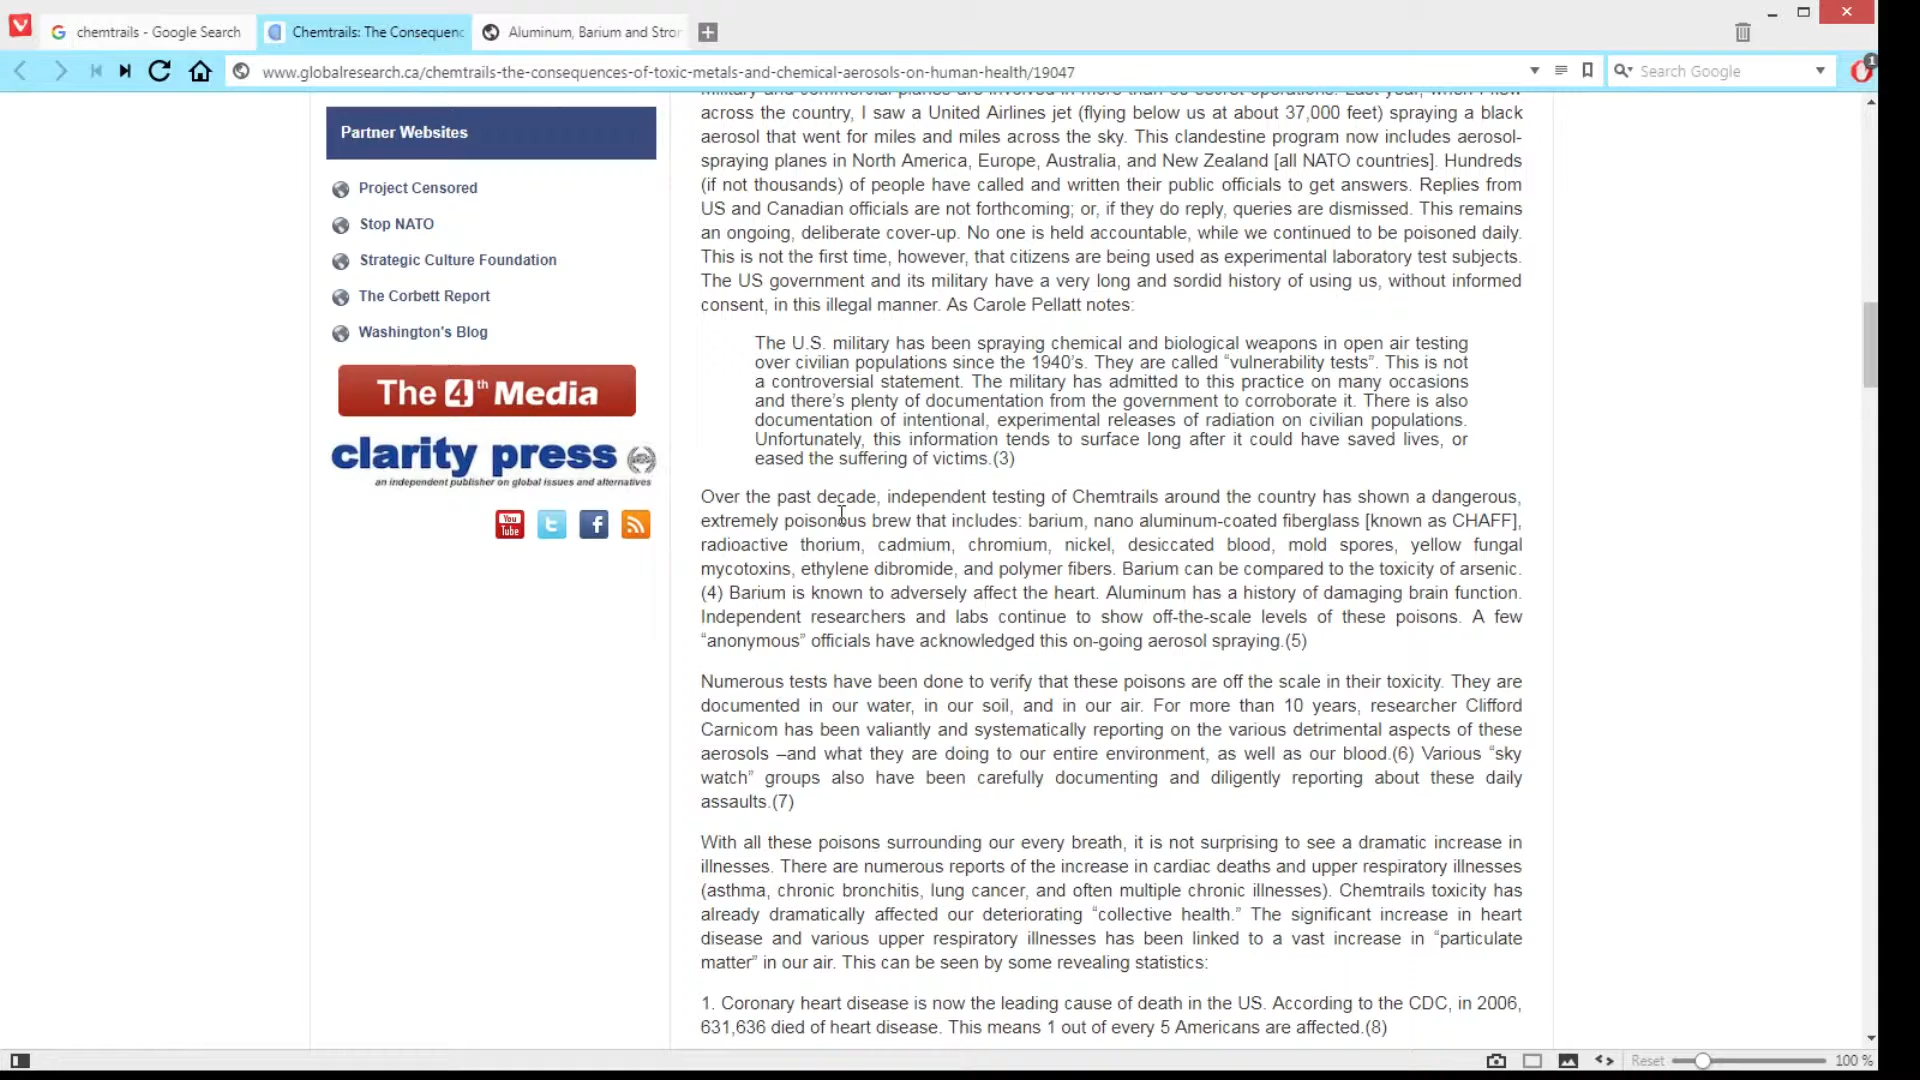 chemtrails - Google Search
Chemtrails: The Consequenc
Aluminum, Barium and Stror
www.globalresearch.ca/chemtrails-the-consequences-of-toxic-metals-and-chemical-aerosols-on-human-health/19047
Search Google
1
Partner Websites
Project Censored
Stop NATO
Strategic Culture Foundation
The Corbett Report
Washington's Blog
The 4th Media
clarity press
an independent publisher on global issues and alternatives
You
Tube
military and commercial planes are involved in more than 60 secret operations. Last year, when I flew
across the country, I saw a United Airlines jet (flying below us at about 37,000 feet) spraying a black
aerosol that went for miles and miles across the sky. This clandestine program now includes aerosol-
spraying planes in North America, Europe, Australia, and New Zealand [all NATO countries]. Hundreds
(if not thousands) of people have called and written their public officials to get answers. Replies from
US and Canadian officials are not forthcoming; or, if they do reply, queries are dismissed. This remains
an ongoing, deliberate cover-up. No one is held accountable, while we continued to be poisoned daily.
This is not the first time, however, that citizens are being used as experimental laboratory test subjects.
The US government and its military have a very long and sordid history of using us, without informed
consent, in this illegal manner. As Carole Pellatt notes:
The U.S. military has been spraying chemical and biological weapons in open air testing
over civilian populations since the 1940's. They are called “vulnerability tests”. This is not
a controversial statement. The military has admitted to this practice on many occasions
and there's plenty of documentation from the government to corroborate it. There is also
documentation of intentional, experimental releases of radiation on civilian populations.
Unfortunately, this information tends to surface long after it could have saved lives, or
eased the suffering of victims.(3)
Over the past decade, independent testing of Chemtrails around the country has shown a dangerous,
extremely poisonous brew that includes: barium, nano aluminum-coated fiberglass [known as CHAFF],
radioactive thorium, cadmium, chromium, nickel, desiccated blood, mold spores, yellow fungal
mycotoxins, ethylene dibromide, and polymer fibers. Barium can be compared to the toxicity of arsenic.
(4) Barium is known to adversely affect the heart. Aluminum has a history of damaging brain function.
Independent researchers and labs continue to show off-the-scale levels of these poisons. A few
“anonymous” officials have acknowledged this on-going aerosol spraying.(5)
Numerous tests have been done to verify that these poisons are off the scale in their toxicity. They are
documented in our water, in our soil, and in our air. For more than 10 years, researcher Clifford
Carnicom has been valiantly and systematically reporting on the various detrimental aspects of these
aerosols –and what they are doing to our entire environment, as well as our blood.(6) Various “sky
watch” groups also have been carefully documenting and diligently reporting about these daily
assaults.(7)
With all these poisons surrounding our every breath, it is not surprising to see a dramatic increase in
illnesses. There are numerous reports of the increase in cardiac deaths and upper respiratory illnesses
(asthma, chronic bronchitis, lung cancer, and often multiple chronic illnesses). Chemtrails toxicity has
already dramatically affected our deteriorating “collective health.” The significant increase in heart
disease and various upper respiratory illnesses has been linked to a vast increase in “particulate
matter” in our air. This can be seen by some revealing statistics:
1. Coronary heart disease is now the leading cause of death in the US. According to the CDC, in 2006,
631,636 died of heart disease. This means 1 out of every 5 Americans are affected.(8)
Reset
100 %